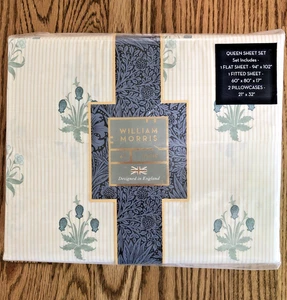 QUEEN SHEET SET
Set Includes -
1 FLAT SHEET - 94" x 102"
1 FITTED SHEET -
60" x 80" x 17"
2 PILLOWCASES -
21" x 32"
WILLIAM
MORRIS
Designed in England